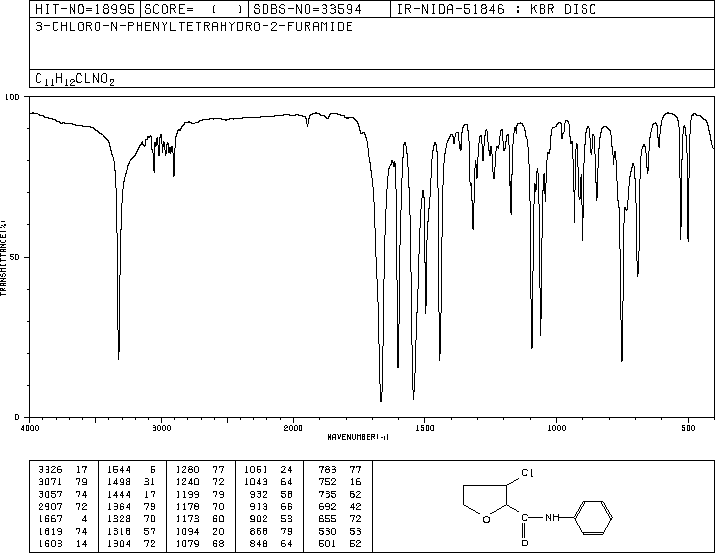 HIT-NO=18995 SCORE= ( ) SDBS-NO=33594 IR-NIDA-51846 : KBR DISC
3-CHLORO-N-PHENYLTETRAHYDRO-2-FURAMIDE
C11H12CLNO2
100
50
0
TRANSMITTANCE(%)
4000 3000 2000 1500 1000 500
WAVENUMBER(-1)
3326 17 1544 6 1280 77 1061 24 783 77
3071 79 1498 31 1240 72 1043 64 752 16
3057 74 1444 17 1199 79 932 58 735 62
2907 72 1364 79 1178 70 913 66 692 42
1667 4 1328 70 1173 60 902 53 655 72
1619 74 1318 57 1094 20 868 79 530 53
1603 14 1304 72 1079 68 848 64 501 52
Cl
O
C
NH
O